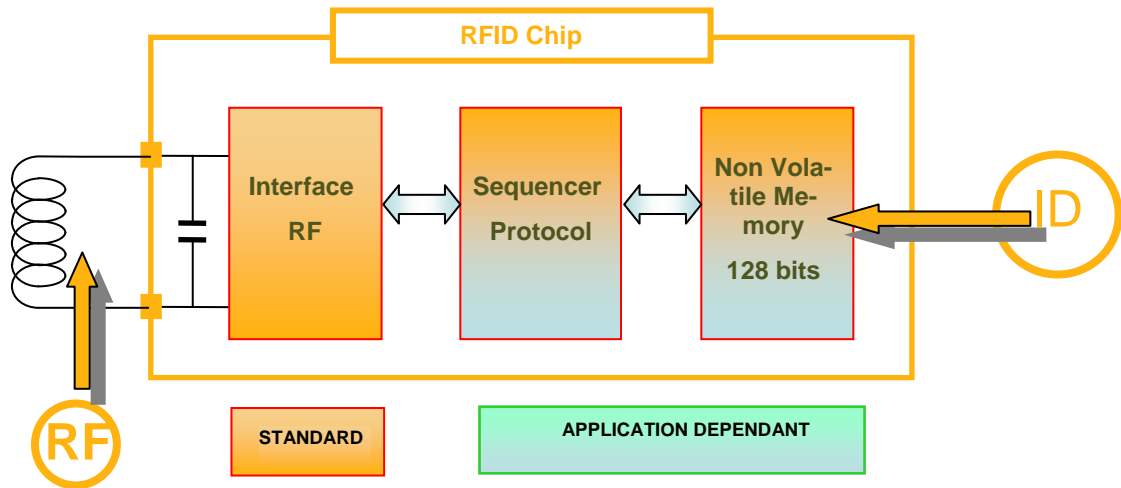 RFID Chip
Interface
RF
Sequencer
Protocol
Non Vola-
tile Me-
mory
128 bits
ID
RF
STANDARD
APPLICATION DEPENDANT